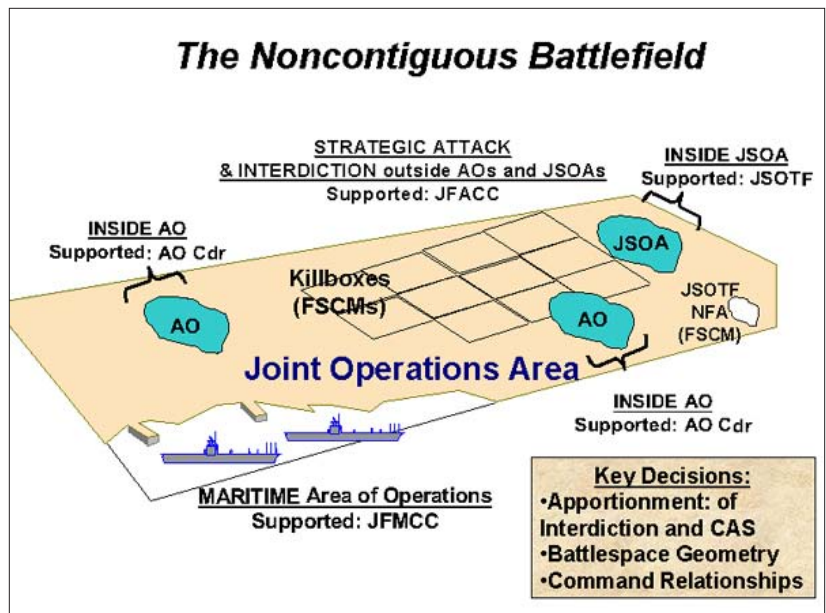 The Noncontiguous Battlefield
STRATEGIC ATTACK
& INTERDICTION outside AOs and JSOAs
Supported: JFACC
INSIDE JSOA
Supported: JSOTF
INSIDE AO
Supported: AO Cdr
JSOA
Killboxes
(FSCMs)
JSOTF
NFA
(FSCM)
AO
AO
Joint Operations Area
INSIDE AO
Supported: AO Cdr
MARITIME Area of Operations
Supported: JFMCC
Key Decisions:
•Apportionment: of
Interdiction and CAS
•Battlespace Geometry
•Command Relationships